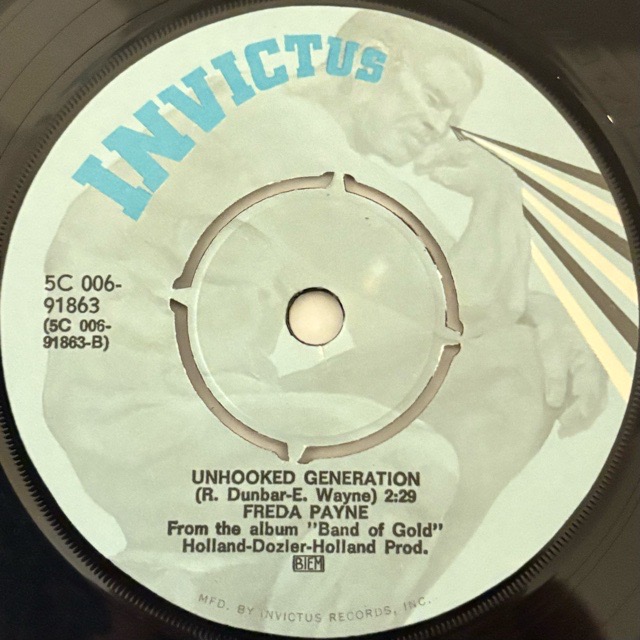 INVICTUS
5C 006-
91863
(5C 006-
91863-B)
UNHOOKED GENERATION
(R. Dunbar-E. Wayne) 2:29
FREDA PAYNE
From the album "Band of Gold"
Holland-Dozier-Holland Prod.
BIEM
MFD. BY INVICTUS RECORDS, INC.